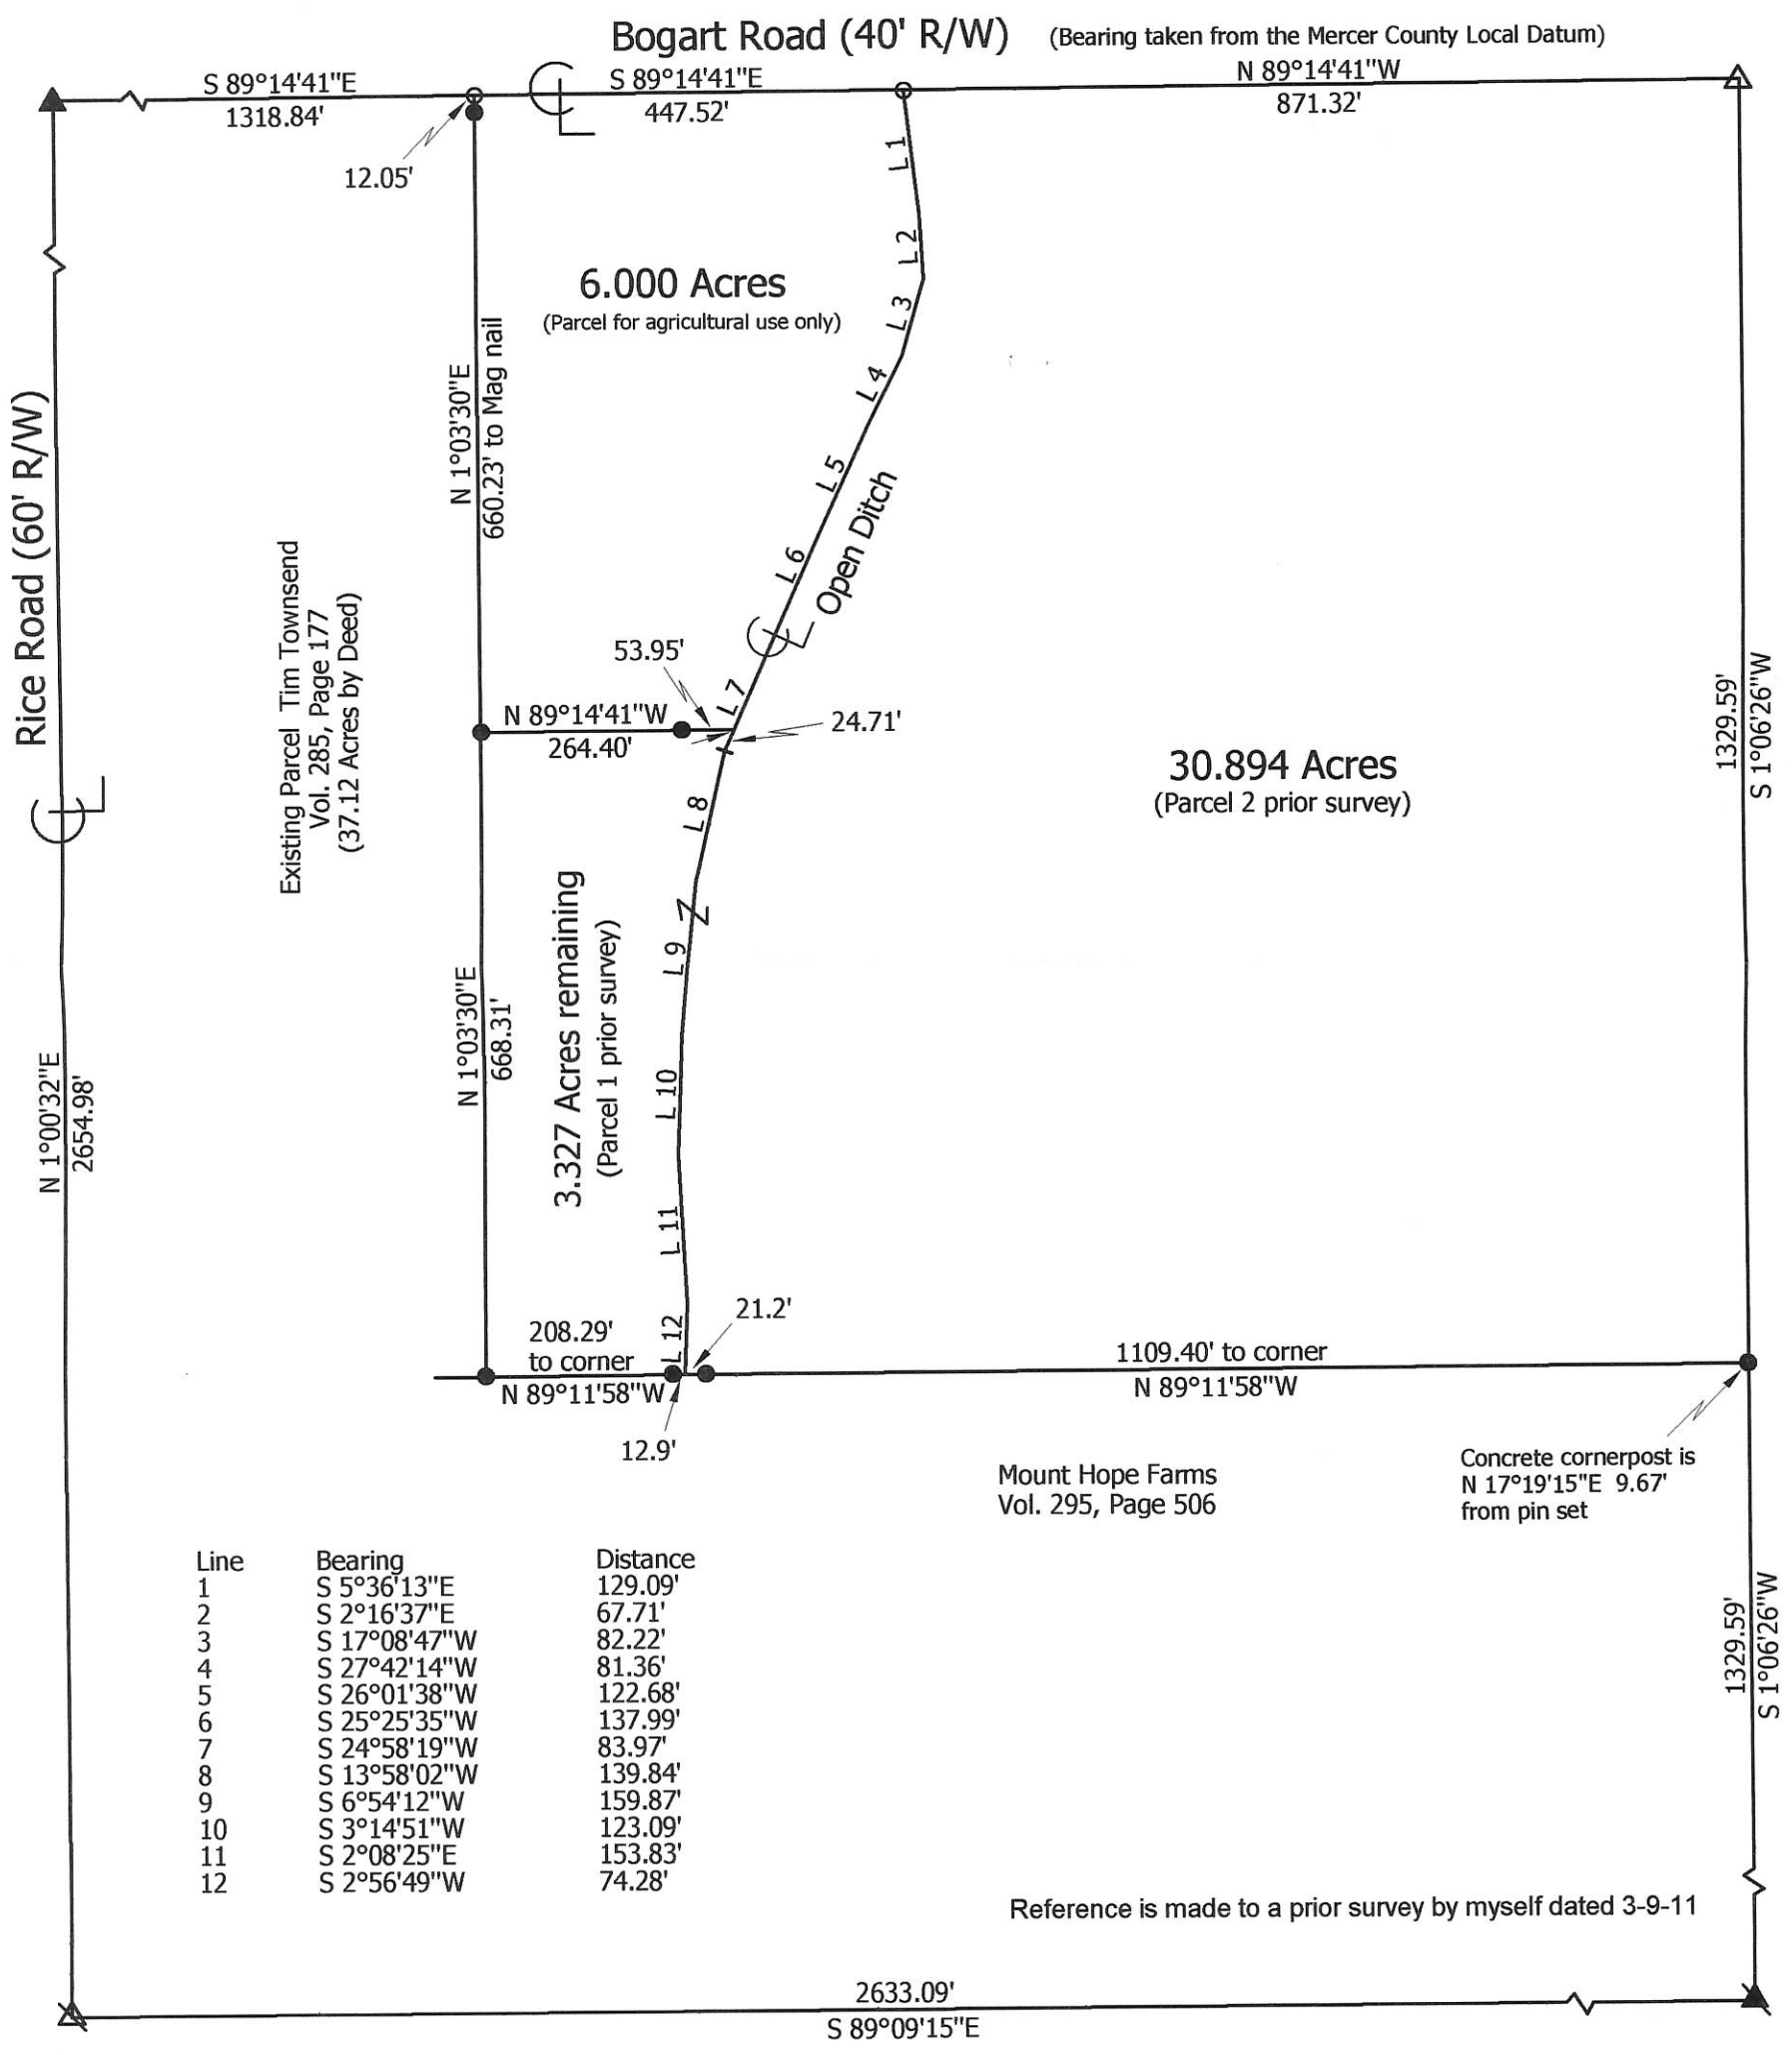 Bogart Road (40' R/W)
(Bearing taken from the Mercer County Local Datum)
S 89°14'41"E
1318.84'
S 89°14'41"E
447.52'
N 89°14'41"W
871.32'
12.05'
L 1
L 2
L 3
L 4
L 5
L 6
L 7
L 8
L 9
L 10
L 11
L 12
6.000 Acres
(Parcel for agricultural use only)
N 1°03'30"E
660.23' to Mag nail
Rice Road (60' R/W)
Existing Parcel Tim Townsend
Vol. 285, Page 177
(37.12 Acres by Deed)
Open Ditch
53.95'
N 89°14'41"W
264.40'
24.71'
30.894 Acres
(Parcel 2 prior survey)
1329.59'
S 1°06'26"W
3.327 Acres remaining
(Parcel 1 prior survey)
N 1°03'30"E
668.31'
N 1°00'32"E
2654.98'
Z
208.29'
to corner
N 89°11'58"W
21.2'
12.9'
1109.40' to corner
N 89°11'58"W
Mount Hope Farms
Vol. 295, Page 506
Concrete cornerpost is
N 17°19'15"E 9.67'
from pin set
1329.59'
S 1°06'26"W
Line Bearing Distance
1 S 5°36'13"E 129.09'
2 S 2°16'37"E 67.71'
3 S 17°08'47"W 82.22'
4 S 27°42'14"W 81.36'
5 S 26°01'38"W 122.68'
6 S 25°25'35"W 137.99'
7 S 24°58'19"W 83.97'
8 S 13°58'02"W 139.84'
9 S 6°54'12"W 159.87'
10 S 3°14'51"W 123.09'
11 S 2°08'25"E 153.83'
12 S 2°56'49"W 74.28'
Reference is made to a prior survey by myself dated 3-9-11
2633.09'
S 89°09'15"E